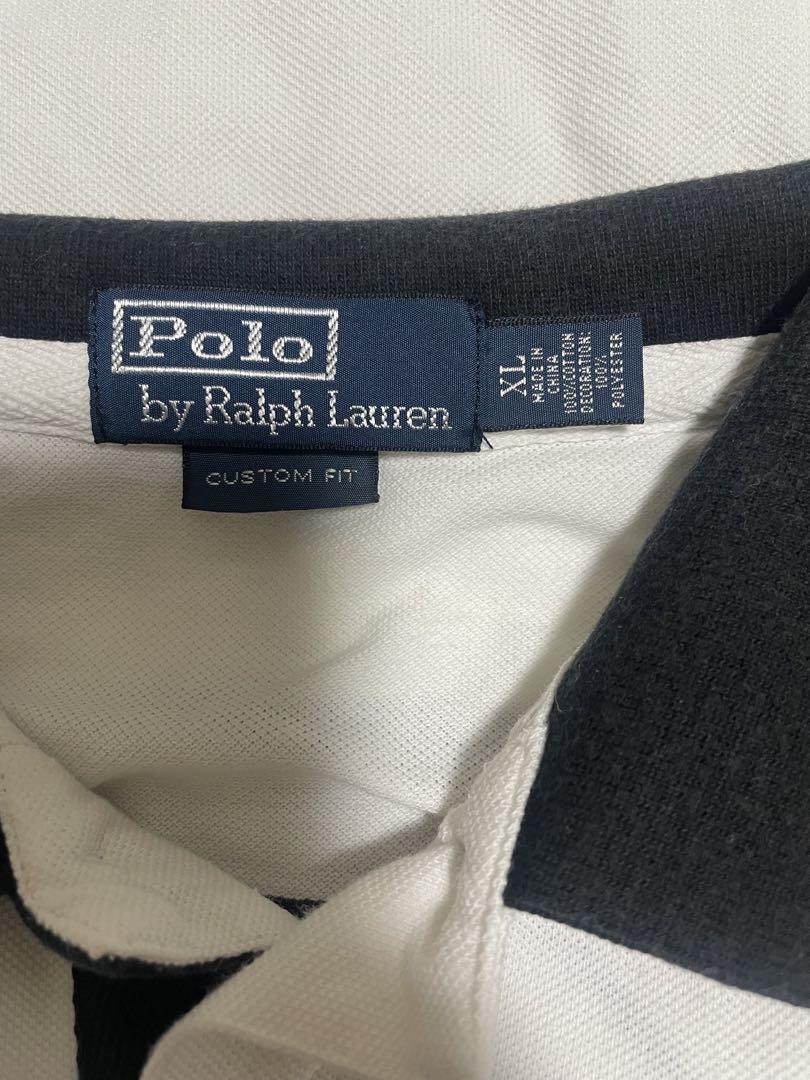 Polo
by Ralph Lauren
CUSTOM FIT
XL
MADE IN
CHINA
100%COTTON
DECORATION:
100%
POLYESTER